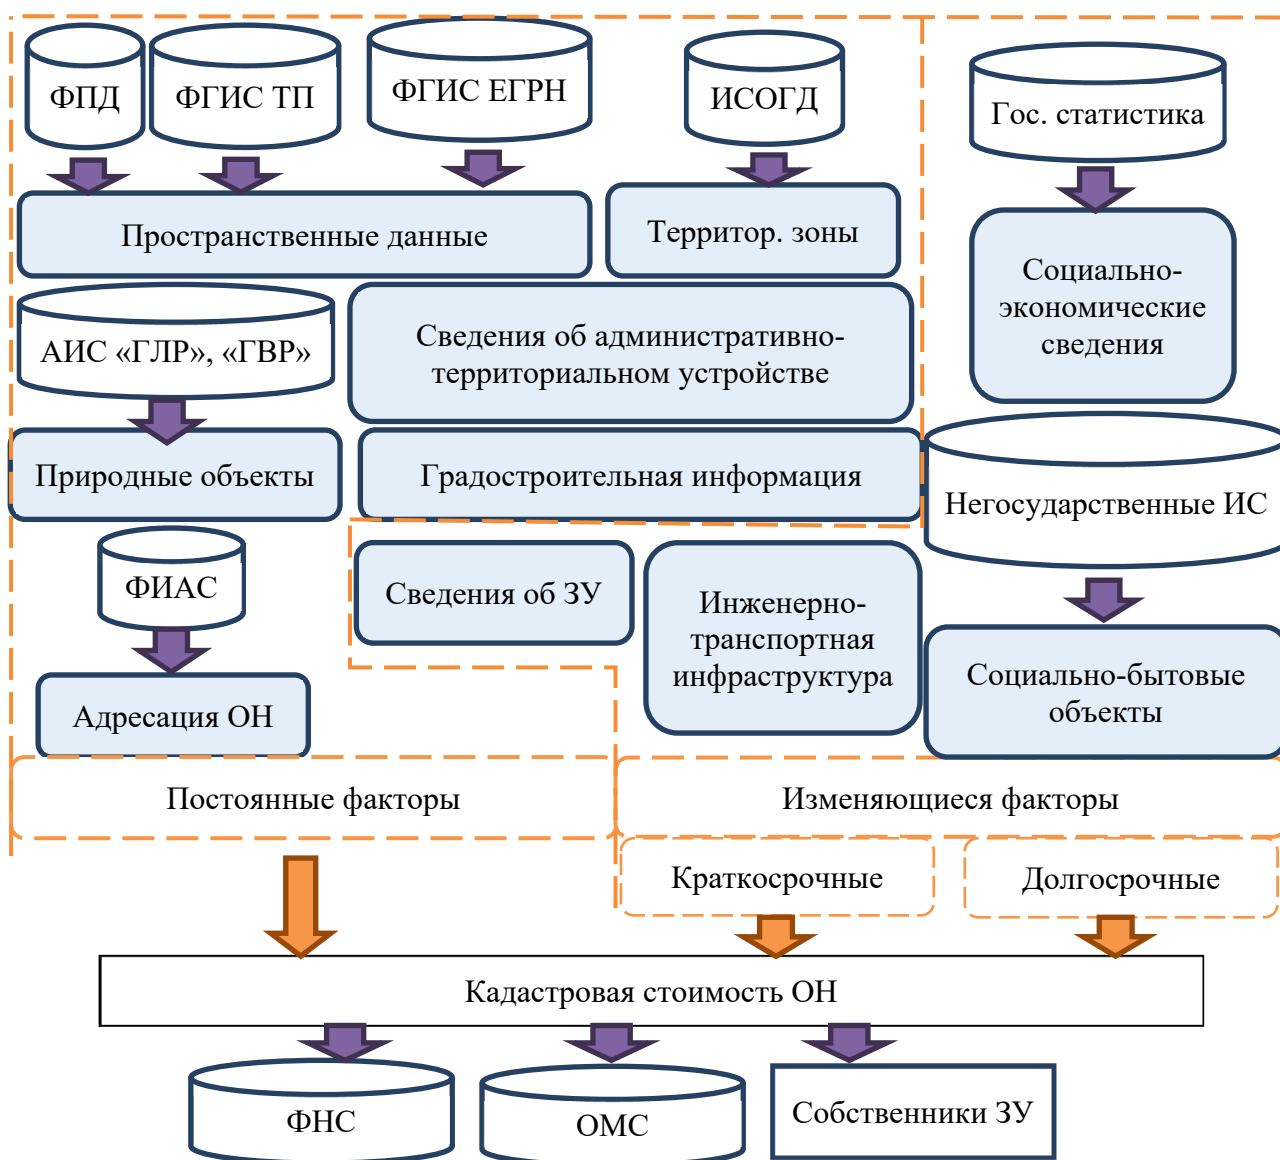 ФПД
ФГИС ТП
ФГИС ЕГРН
ИСОГД
Гос. статистика
Пространственные данные
Территор. зоны
Социально-
экономические
сведения
АИС «ГЛР», «ГВР»
Сведения об административно-
территориальном устройстве
Природные объекты
Градостроительная информация
Негосударственные ИС
ФИАС
Сведения об ЗУ
Инженерно-
транспортная
инфраструктура
Социально-бытовые
объекты
Адресация ОН
Постоянные факторы
Изменяющиеся факторы
Краткосрочные
Долгосрочные
Кадастровая стоимость ОН
ФНС
ОМС
Собственники ЗУ